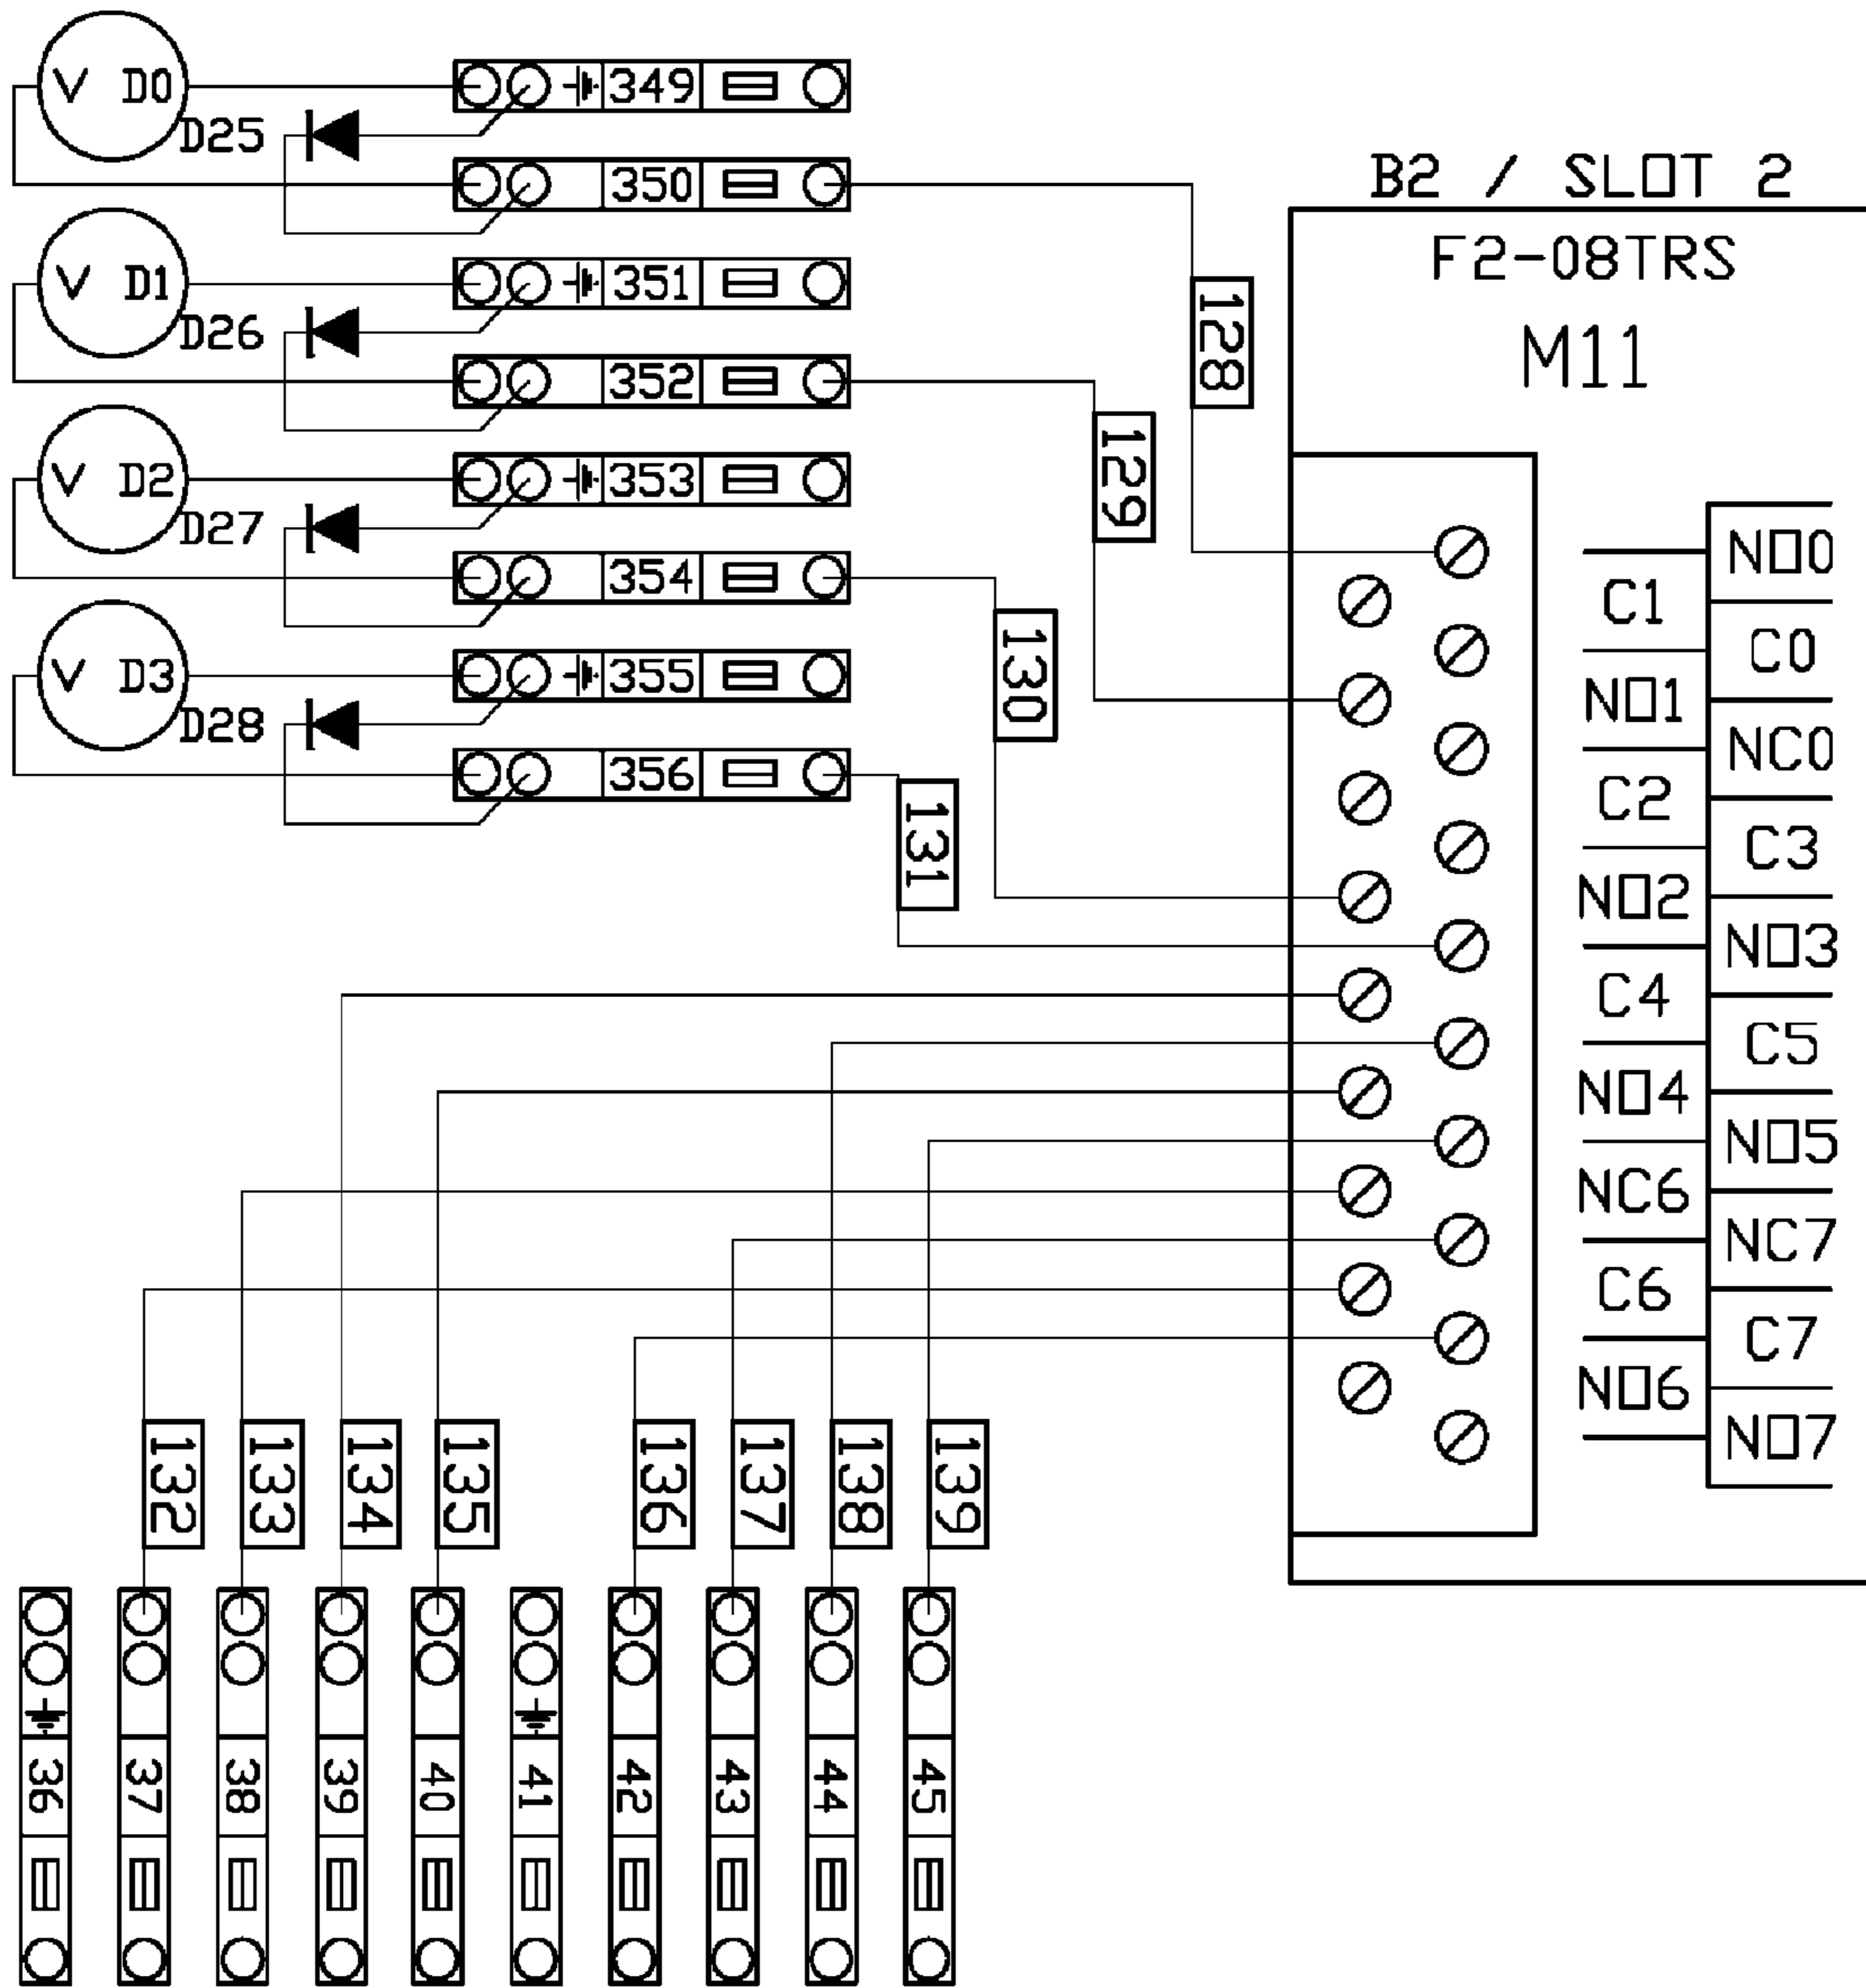 V D0
D25
349
350
V D1
D26
351
352
V D2
D27
353
354
V D3
D28
355
356
B2 / SLOT 2
F2-08TRS
M11
128
129
130
131
NO0
C1
C0
NO1
NC0
C2
C3
NO2
NO3
C4
C5
NO4
NO5
NC6
NC7
C6
C7
NO6
NO7
132
133
134
135
136
137
138
139
36
37
38
39
40
41
42
43
44
45